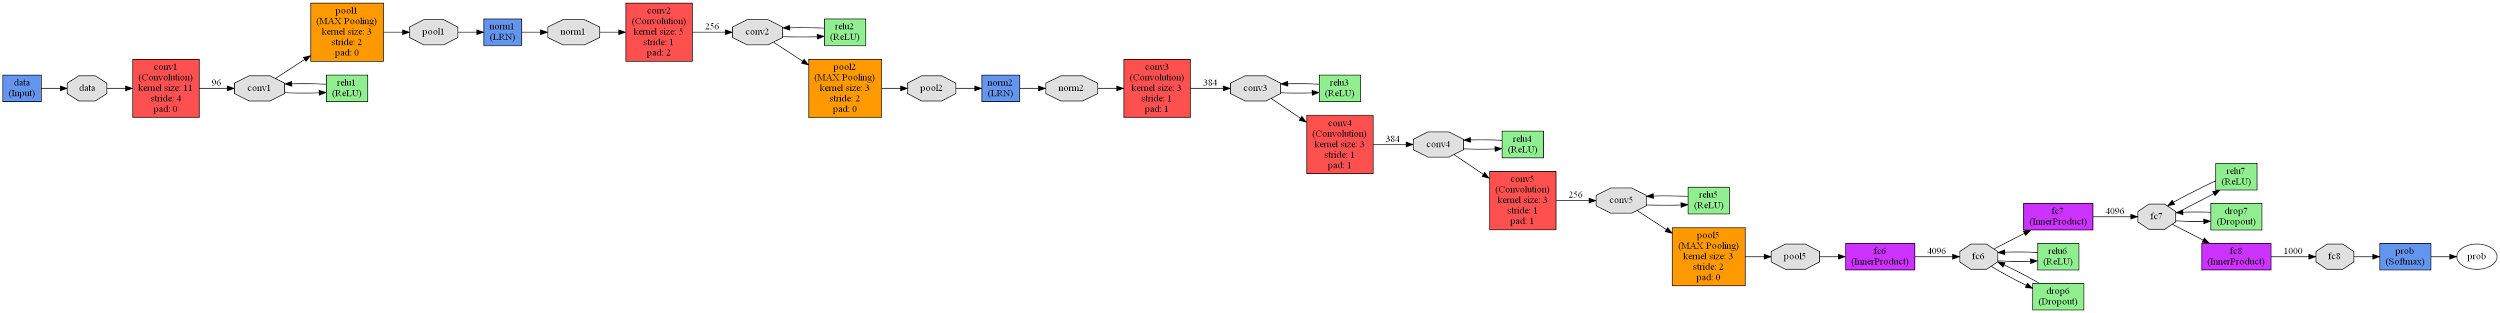 data
(Input)
data
conv1
(Convolution)
kernel size: 11
stride: 4
pad: 0
96
conv1
relu1
(ReLU)
pool1
(MAX Pooling)
kernel size: 3
stride: 2
pad: 0
pool1
norm1
(LRN)
norm1
conv2
(Convolution)
kernel size: 5
stride: 1
pad: 2
256
conv2
relu2
(ReLU)
pool2
(MAX Pooling)
kernel size: 3
stride: 2
pad: 0
pool2
norm2
(LRN)
norm2
conv3
(Convolution)
kernel size: 3
stride: 1
pad: 1
384
conv3
relu3
(ReLU)
conv4
(Convolution)
kernel size: 3
stride: 1
pad: 1
384
conv4
relu4
(ReLU)
conv5
(Convolution)
kernel size: 3
stride: 1
pad: 1
256
conv5
relu5
(ReLU)
pool5
(MAX Pooling)
kernel size: 3
stride: 2
pad: 0
pool5
fc6
(InnerProduct)
4096
fc6
relu6
(ReLU)
drop6
(Dropout)
fc7
(InnerProduct)
4096
fc7
relu7
(ReLU)
drop7
(Dropout)
fc8
(InnerProduct)
1000
fc8
prob
(Softmax)
prob